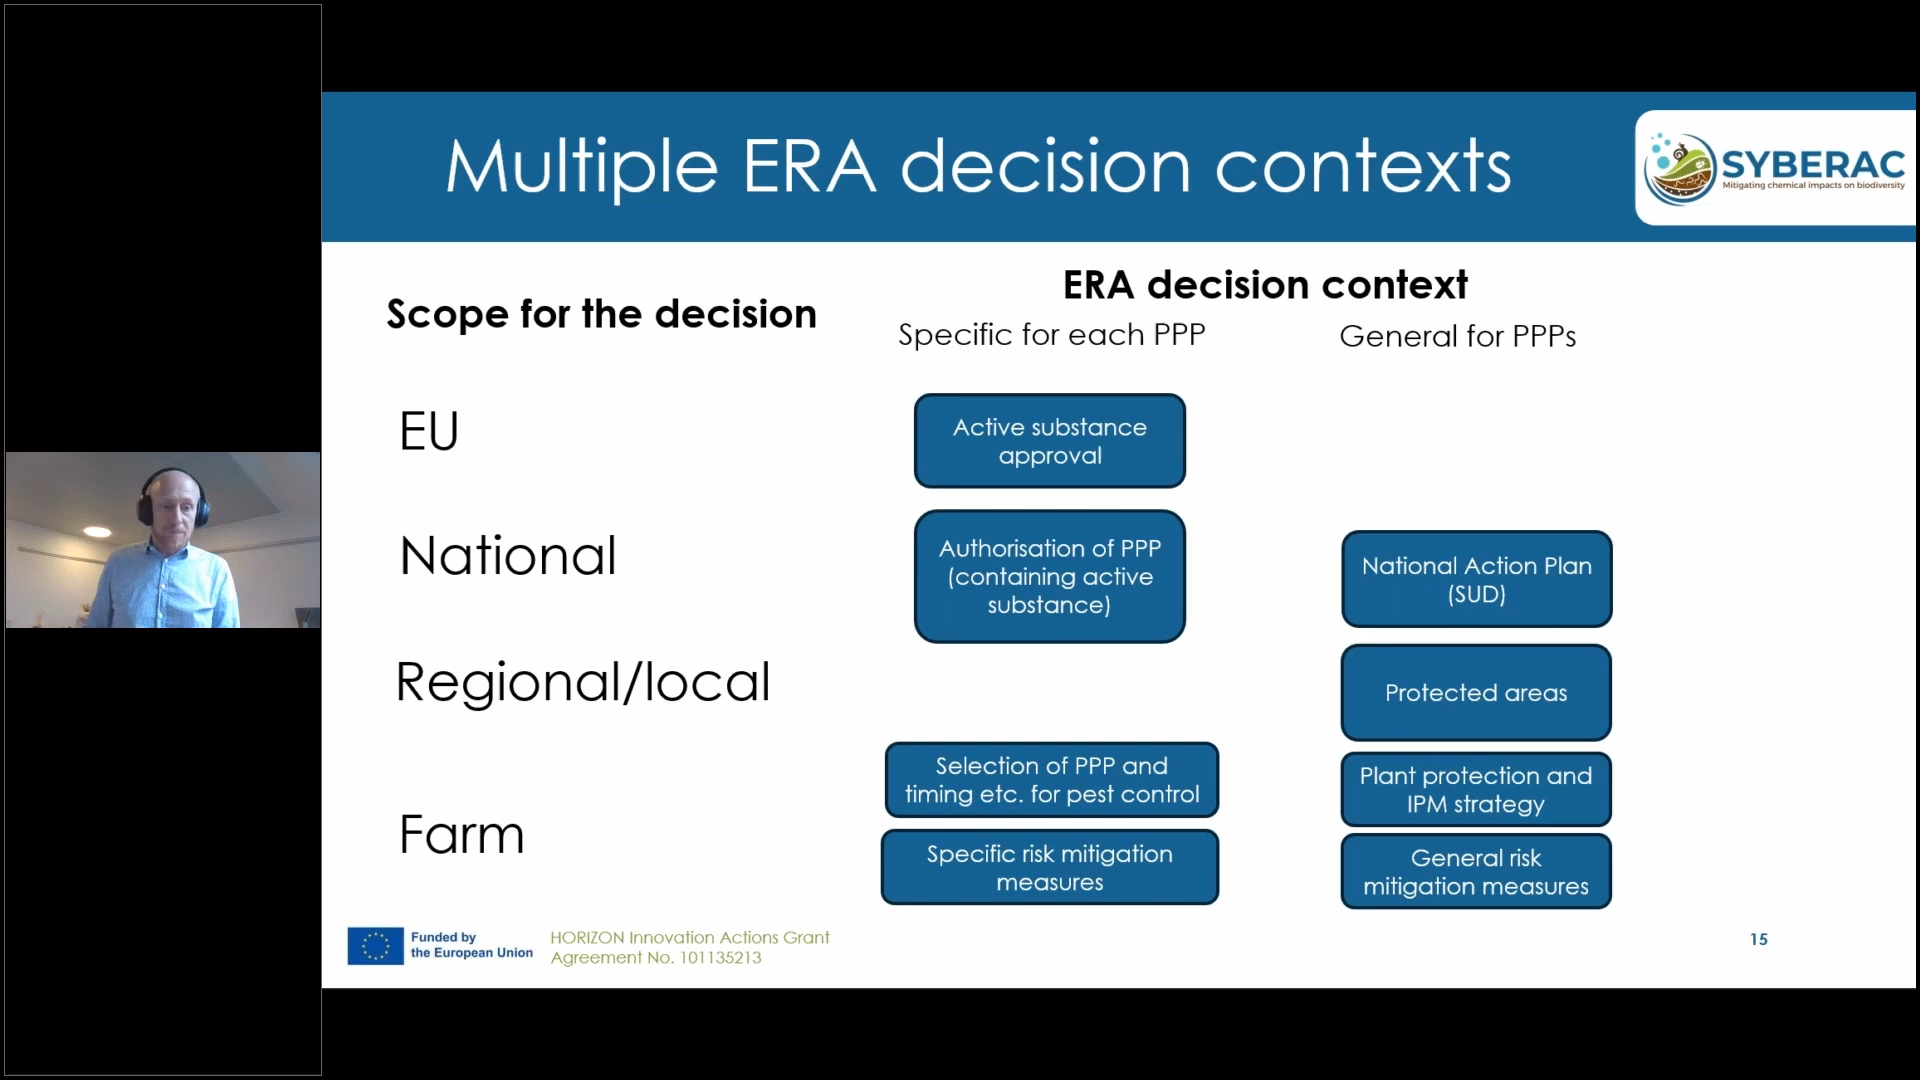 Multiple ERA decision contexts
SYBERAC
Mitigating chemical impacts on biodiversity
Scope for the decision
ERA decision context
Specific for each PPP
General for PPPs
EU
Active substance
approval
National
Authorisation of PPP
(containing active
substance)
National Action Plan
(SUD)
Regional/local
Protected areas
Farm
Selection of PPP and
timing etc. for pest control
Plant protection and
IPM strategy
Specific risk mitigation
measures
General risk
mitigation measures
Funded by
the European Union
HORIZON Innovation Actions Grant
Agreement No. 101135213
15